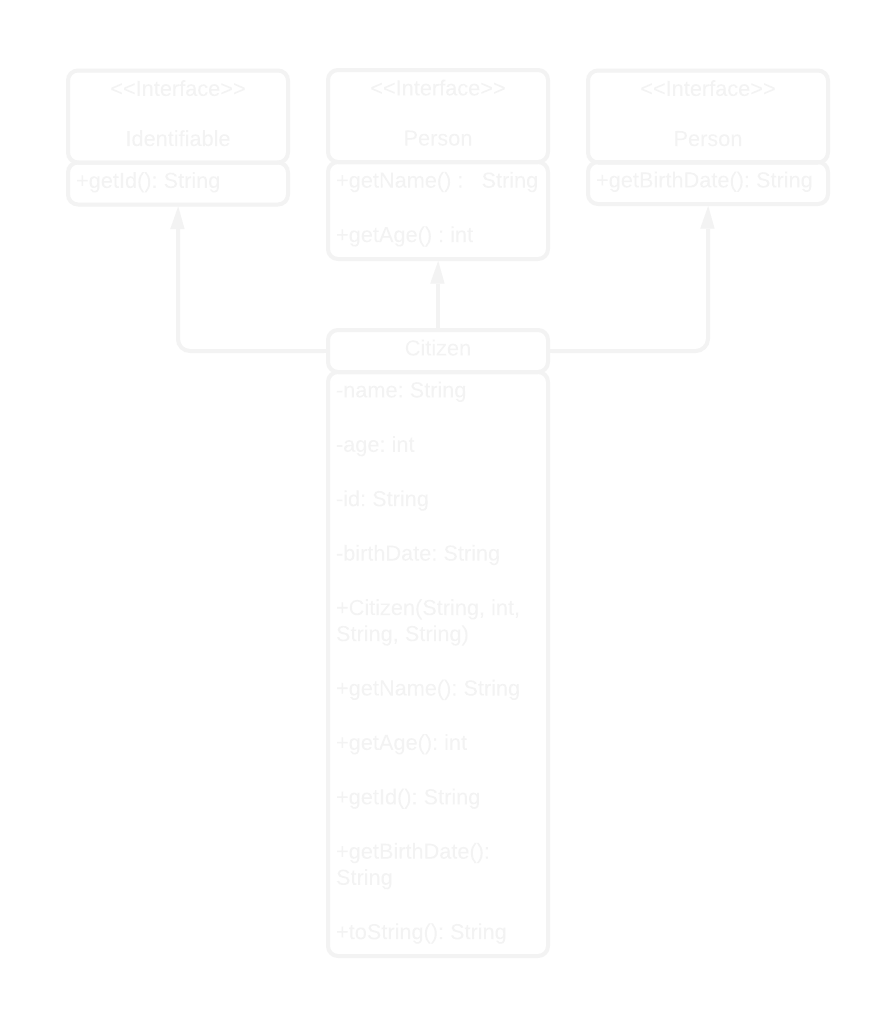 <<Interface>>
Identifiable
+getId(): String
<<Interface>>
Person
+getName() :   String
+getAge() : int
<<Interface>>
Person
+getBirthDate(): String
Citizen
-name: String
-age: int
-id: String
-birthDate: String
+Citizen(String, int,
String, String)
+getName(): String
+getAge(): int
+getId(): String
+getBirthDate():
String
+toString(): String